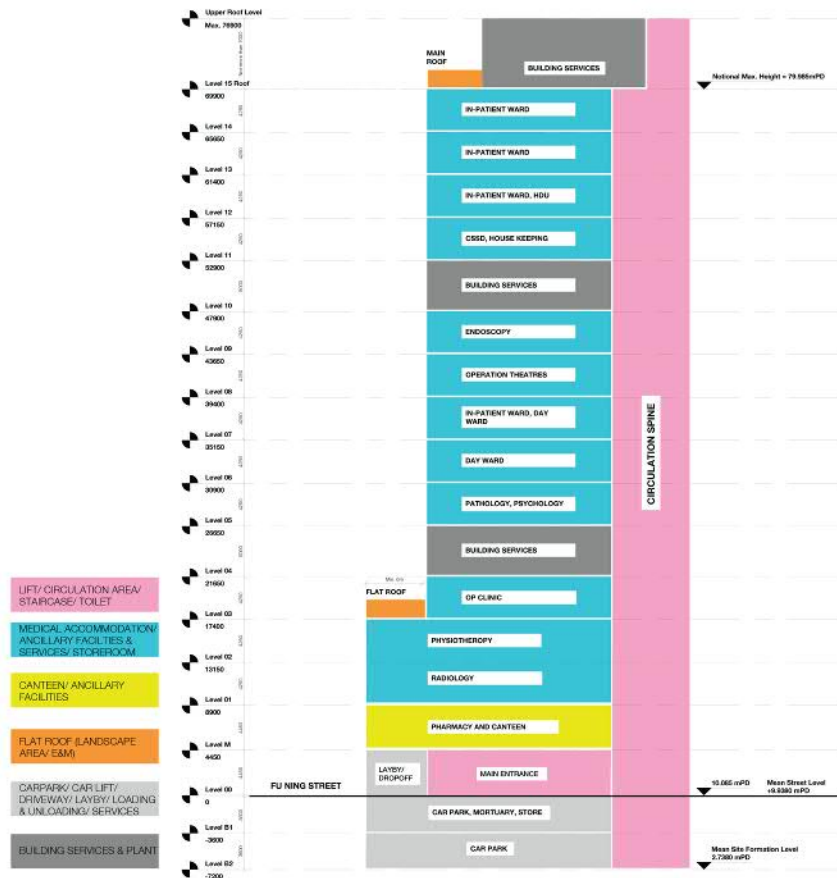 Upper Roof Level
Max. 76900
MAIN
ROOF
BUILDING SERVICES
Notional Max. Height = 79.985mPD
Level 15 Roof
69900
IN-PATIENT WARD
Level 14
65650
IN-PATIENT WARD
Level 13
61400
IN-PATIENT WARD, HDU
Level 12
57150
CSSD, HOUSE KEEPING
Level 11
52900
BUILDING SERVICES
Level 10
47900
ENDOSCOPY
Level 09
43650
OPERATION THEATRES
Level 08
39400
IN-PATIENT WARD, DAY
WARD
CIRCULATION SPINE
Level 07
35150
DAY WARD
Level 06
30900
PATHOLOGY, PSYCHOLOGY
Level 05
26650
BUILDING SERVICES
Level 04
21650
FLAT ROOF
OP CLINIC
Level 03
17400
PHYSIOTHEROPY
Level 02
13150
RADIOLOGY
Level 01
8900
PHARMACY AND CANTEEN
Level M
4450
LAYBY/
DROPOFF
MAIN ENTRANCE
FU NING STREET
Level 00
0
10.085 mPD
Mean Street Level
+9.9380 mPD
CAR PARK, MORTUARY, STORE
Level B1
-3600
CAR PARK
Mean Site Formation Level
2.7380 mPD
Level B2
-7200
LIFT/ CIRCULATION AREA/
STAIRCASE/ TOILET
MEDICAL ACCOMMODATION/
ANCILLARY FACILTIES &
SERVICES/ STOREROOM
CANTEEN/ ANCILLARY
FACILITIES
FLAT ROOF (LANDSCAPE
AREA/ E&M)
CARPARK/ CAR LIFT/
DRIVEWAY/ LAYBY/ LOADING
& UNLOADING/ SERVICES
BUILDING SERVICES & PLANT